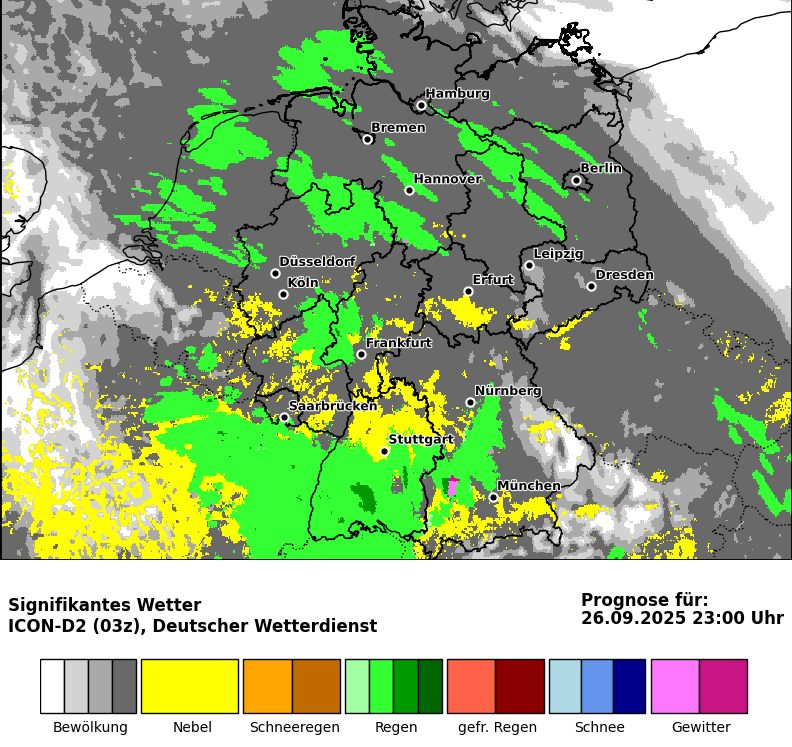 Hamburg
Bremen
Berlin
Hannover
Leipzig
Düsseldorf
Dresden
Köln
Erfurt
Frankfurt
Nürnberg
Saarbrücken
Stuttgart
München
Signifikantes Wetter
ICON-D2 (03z), Deutscher Wetterdienst
Prognose für:
26.09.2025 23:00 Uhr
Bewölkung
Nebel
Schneeregen
Regen
gefr. Regen
Schnee
Gewitter